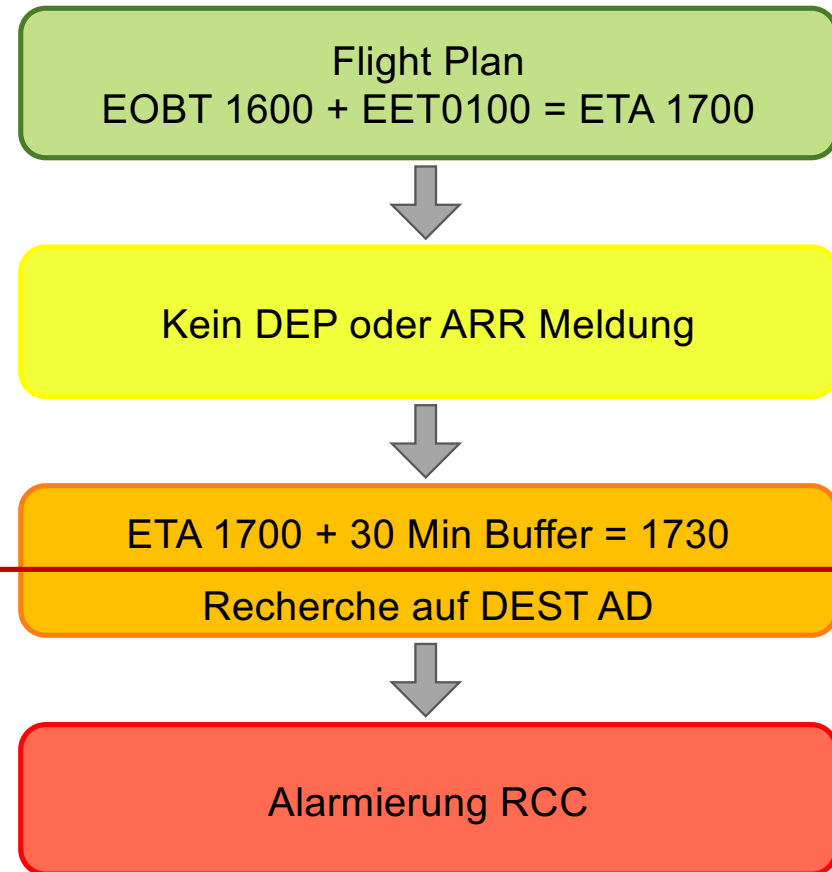 Flight Plan
EOBT 1600 + EET0100 = ETA 1700
Kein DEP oder ARR Meldung
ETA 1700 + 30 Min Buffer = 1730
Recherche auf DEST AD
Alarmierung RCC